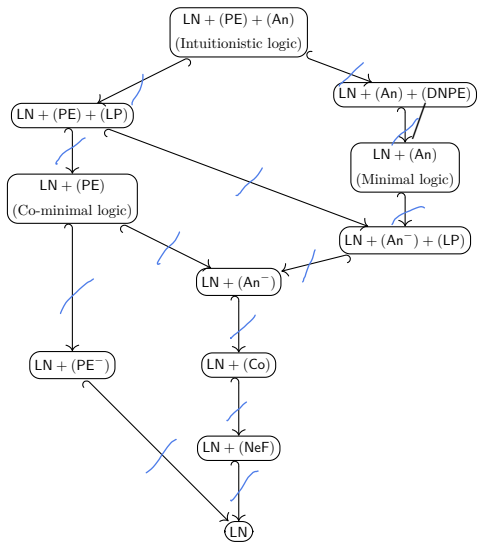 LN + (PE) + (An)
(Intuitionistic logic)
LN + (An) + (DNPE)
LN + (PE) + (LP)
LN + (An)
(Minimal logic)
LN + (PE)
(Co-minimal logic)
LN + (An⁻) + (LP)
LN + (An⁻)
LN + (PE⁻)
LN + (Co)
LN + (NeF)
LN